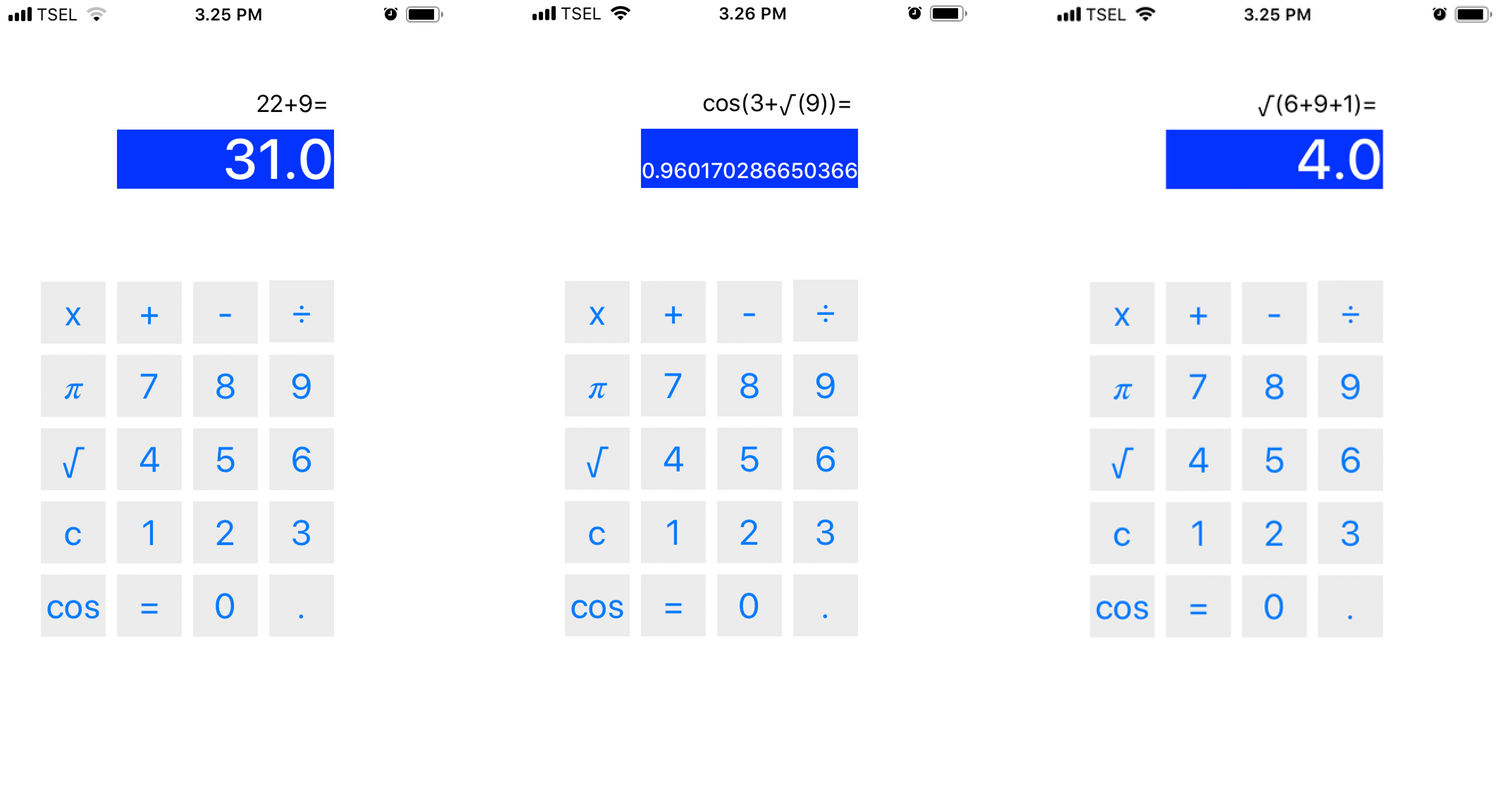 TSEL 3.25 PM
22+9=
31.0
x + - ÷
π 7 8 9
√ 4 5 6
c 1 2 3
cos = 0 .
TSEL 3.26 PM
cos(3+√(9))=
0.960170286650366
x + - ÷
π 7 8 9
√ 4 5 6
c 1 2 3
cos = 0 .
TSEL 3.25 PM
√(6+9+1)=
4.0
x + - ÷
π 7 8 9
√ 4 5 6
c 1 2 3
cos = 0 .